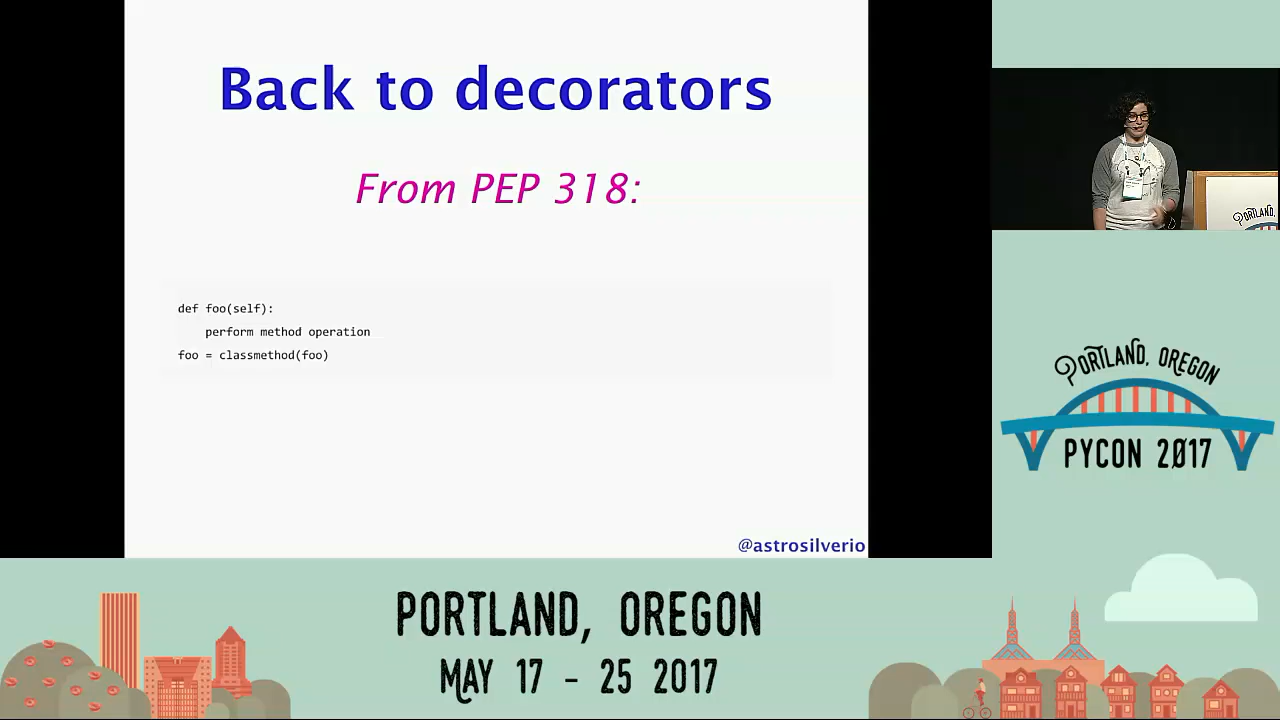 Back to decorators
From PEP 318:
def foo(self):
    perform method operation
foo = classmethod(foo)
@astrosilverio
PORTLAND,
PORTLAND, OREGON
PYCON 2017
PORTLAND, OREGON
MAY 17 - 25 2017